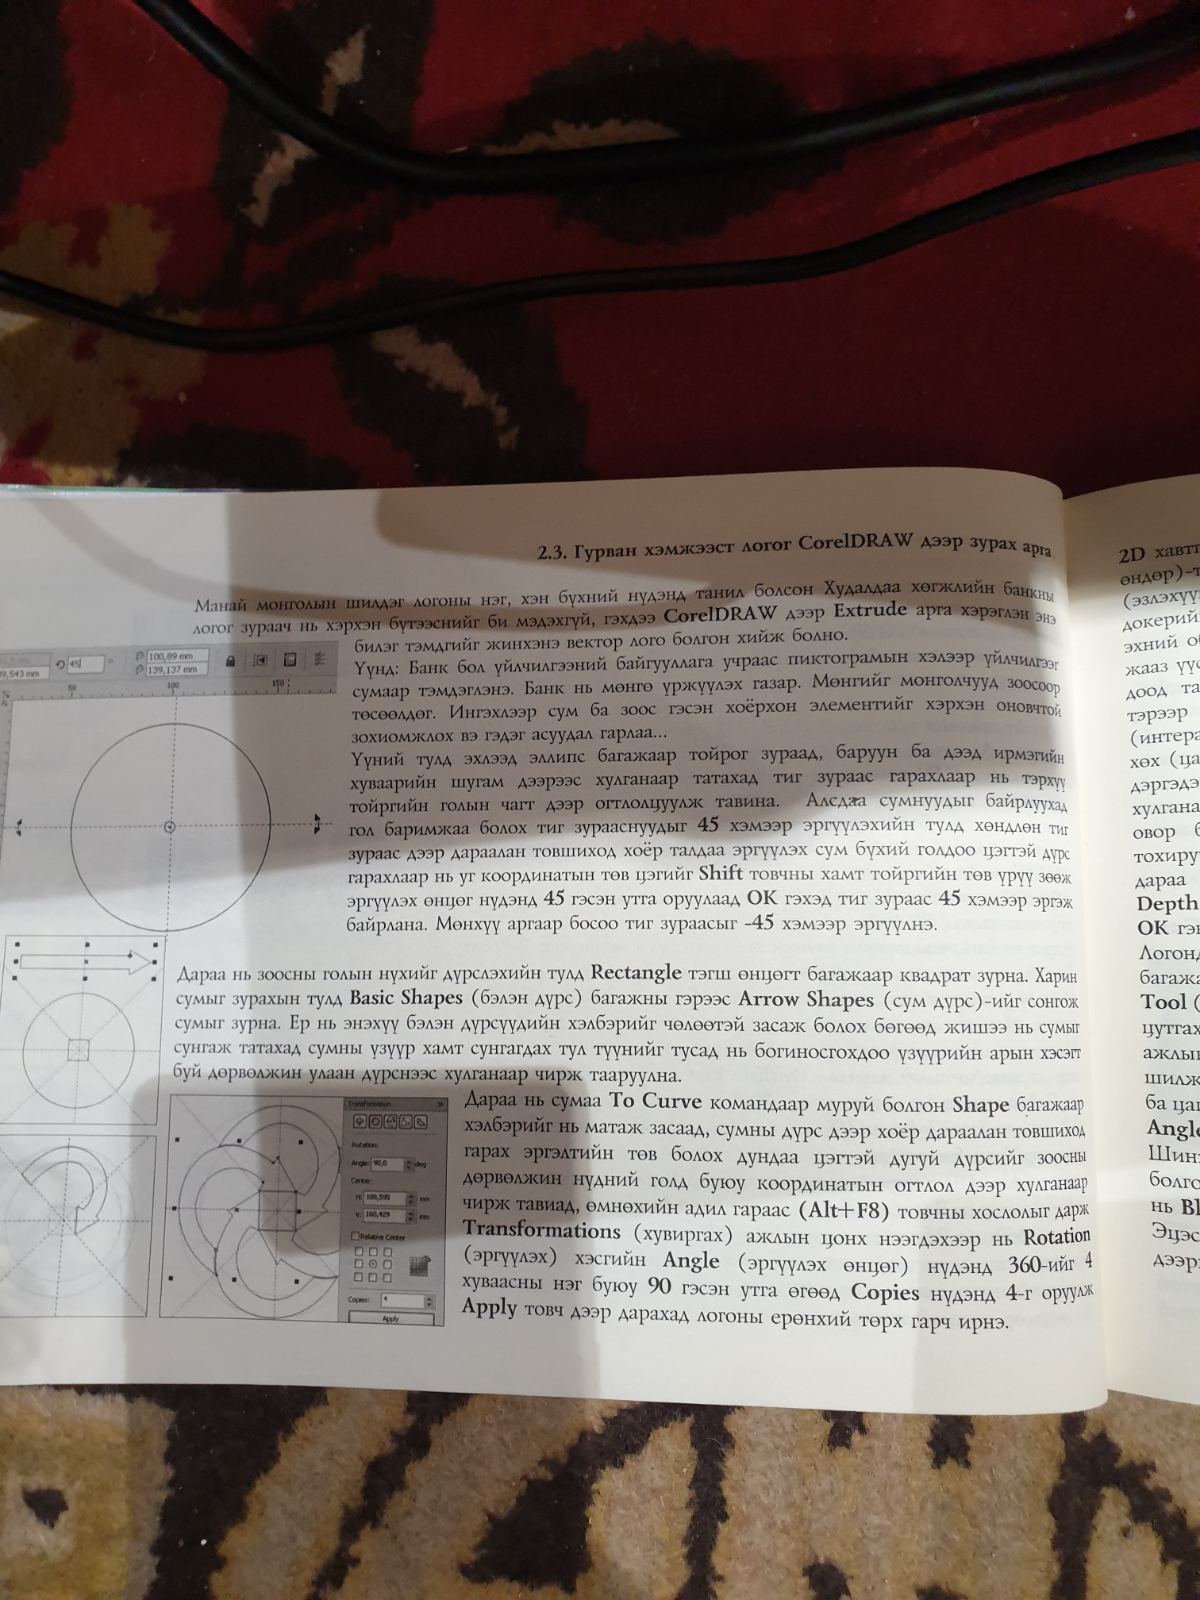 2.3. Гурван хэмжээст логог CorelDRAW дээр зурах арга
Манай монголын шилдэг логоны нэг, хэн бүхний нүдэнд танил болсон Худалдаа хөгжлийн банкны
логог зураач нь хэрхэн бүтээснийг би мэдэхгүй, гэхдээ CorelDRAW дээр Extrude арга хэрэглэн энэ
билэг тэмдгийг жинхэнэ вектор лого болгон хийж болно.
Үүнд: Банк бол үйлчилгээний байгууллага учраас пиктограмын хэлээр үйлчилгээг
сумаар тэмдэглэнэ. Банк нь мөнгө үржүүлэх газар. Мөнгийг монголчууд зоосоор
төсөөлдөг. Ингэхлээр сум ба зоос гэсэн хоёрхон элементийг хэрхэн оновчтой
зохиомжлох вэ гэдэг асуудал гарлаа...
Үүний тулд эхлээд эллипс багажаар тойрог зураад, баруун ба дээд ирмэгийн
хуваарийн шугам дээрээс хулганаар татахад тиг зураас гарахлаар нь тэрхүү
тойргийн голын чагт дээр огтлолцуулж тавина. Алсдаа сумнуудыг байрлуулхад
гол баримжаа болох тиг зурааснуудыг 45 хэмээр эргүүлэхийн тулд хөндлөн тиг
зураас дээр дараалан товшиход хоёр талдаа эргүүлэх сум бүхий голдоо цэгтэй дүрс
гарахлаар нь уг координатын төв цэгийг Shift товчны хамт тойргийн төв үрүү зөөж
эргүүлэх өнцөг нүдэнд 45 гэсэн утга оруулаад OK гэхэд тиг зураас 45 хэмээр эргэж
байрлана. Мөнхүү аргаар босоо тиг зураасыг -45 хэмээр эргүүлнэ.
Дараа нь зоосны голын нүхийг дүрслэхийн тулд Rectangle тэгш өнцөгт багажаар квадрат зурна. Харин
сумыг зурахын тулд Basic Shapes (бэлэн дүрс) багажны гэрээс Arrow Shapes (сум дүрс)-ийг сонгож
сумыг зурна. Ер нь энэхүү бэлэн дүрсүүдийн хэлбэрийг чөлөөтэй засаж болох бөгөөд жишээ нь сумыг
сунгаж татахад сумны үзүүр хамт сунгагдах тул түүнийг тусад нь богиносгохдоо үзүүрийн арын хэсэгт
буй дөрвөлжин улаан дүрснээс хулганаар чирж тааруулна.
Дараа нь сумаа To Curve командаар муруй болгон Shape багажаар
хэлбэрийг нь матаж засаад, сумны дүрс дээр хоёр дараалан товшиход
гарах эргэлтийн төв болох дундаа цэгтэй дугуй дүрсийг зоосны
дөрвөлжин нүдний голд буюу координатын огтлол дээр хулганаар
чирж тавиад, өмнөхийн адил гараас (Alt+F8) товчны хослолыг дарж
Transformations (хувиргах) ажлын цонх нээгдэхээр нь Rotation
(эргүүлэх) хэсгийн Angle (эргүүлэх өнцөг) нүдэнд 360-ийг 4
хуваасны нэг буюу 90 гэсэн утга өгөөд Copies нүдэнд 4-г оруулж
Apply товч дээр дарахад логоны ерөнхий төрх гарч ирнэ.
9,543 mm
45
100,89 mm
139,137 mm
50
100
150
Transformation
Rotation:
Angle: 90,0 deg
Center:
H: 108,595 mm
V: 160,429 mm
Relative Center
Copies: 4
Apply
2D хавтг
өндөр)-т
(эзлэхүү
докерий
эхний об
жааз үүс
доод та
тэрээр
(интера
хөх (ца
дэргэдэ
хулгана
овор б
тохиру
дараа
Depth
OK гэн
Логонд
багажа
Tool (
цутгах
ажлын
шилж
ба цаг
Angle
Шинэ
болго
нь Bl
Эцэс
дээр